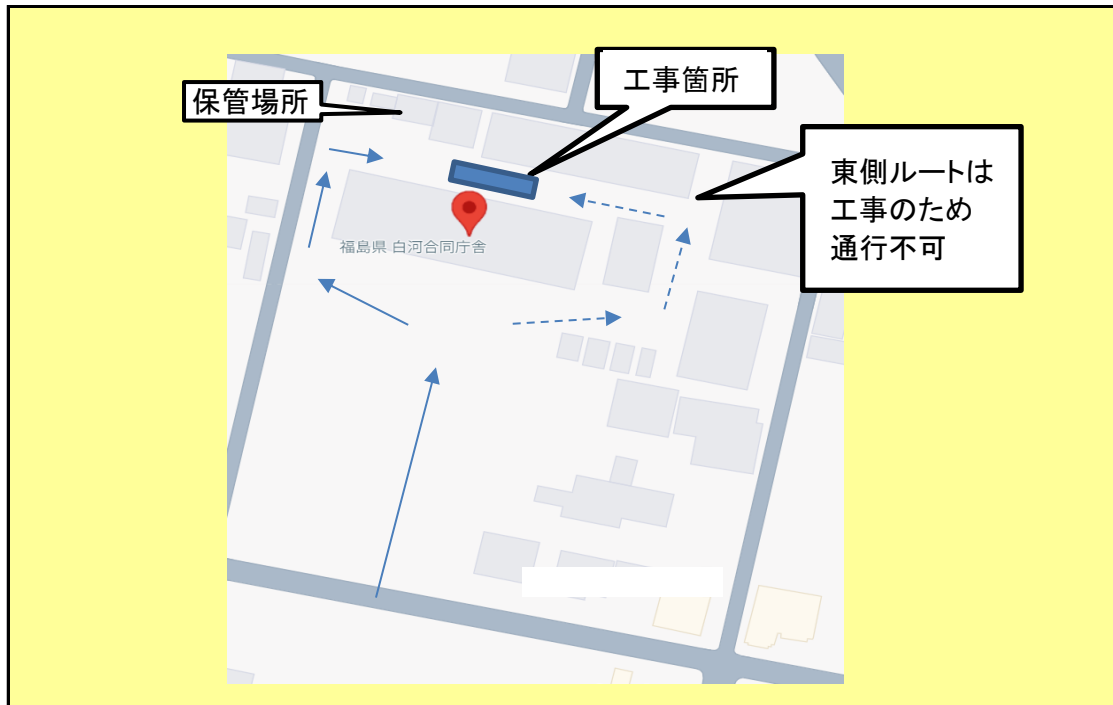 工事箇所
保管場所
東側ルートは
工事のため
通行不可
福島県 白河合同庁舎